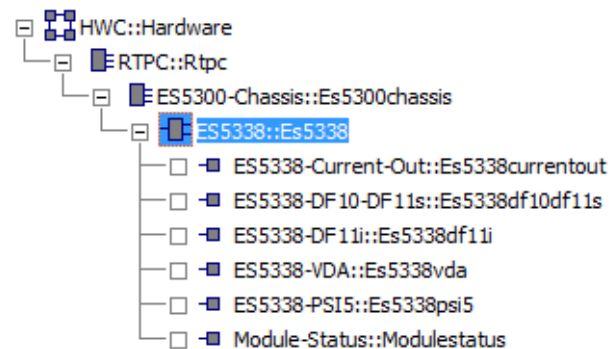 HWC::Hardware
RTPC::Rtpc
ES5300-Chassis::Es5300chassis
ES5338::Es5338
ES5338-Current-Out::Es5338currentout
ES5338-DF10-DF11s::Es5338df10df11s
ES5338-DF11i::Es5338df11i
ES5338-VDA::Es5338vda
ES5338-PSI5::Es5338psi5
Module-Status::Modulestatus